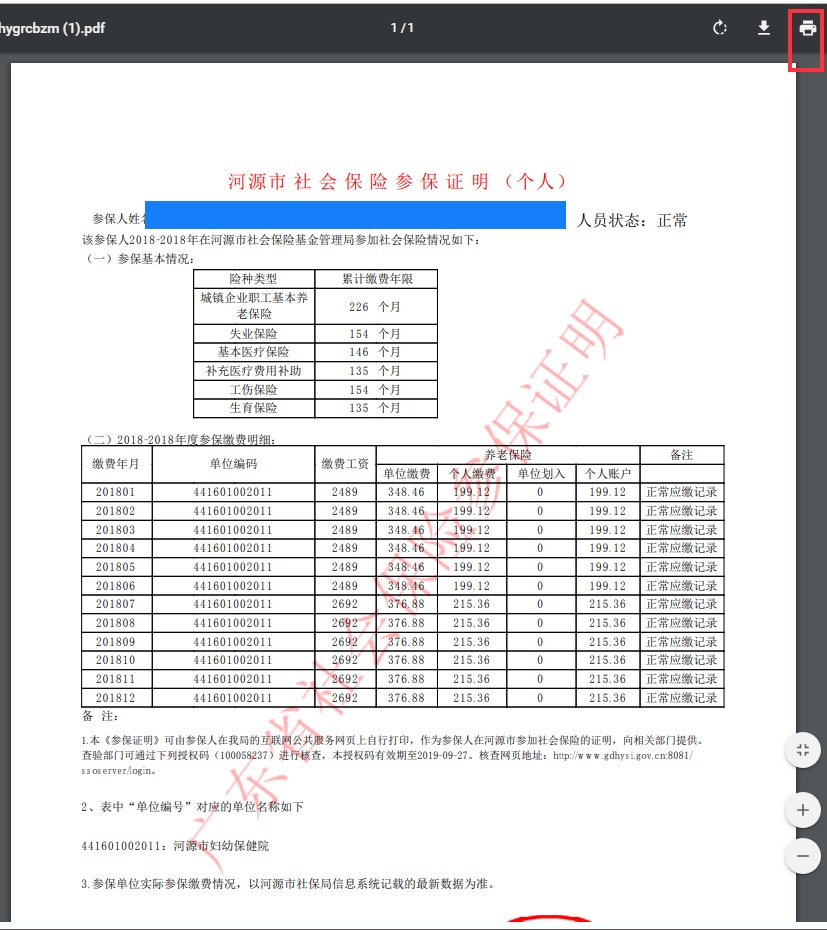 hygrcbzm (1).pdf 1 / 1
河源市社会保险参保证明（个人）
参保人姓名 人员状态：正常
该参保人2018-2018年在河源市社会保险基金管理局参加社会保险情况如下：
（一）参保基本情况：
险种类型 累计缴费年限
城镇企业职工基本养
老保险 226 个月
失业保险 154 个月
基本医疗保险 146 个月
补充医疗费用补助 135 个月
工伤保险 154 个月
生育保险 135 个月
（二）2018-2018年度参保缴费明细：
缴费年月 单位编码 缴费工资 养老保险 备注
单位缴费 个人缴费 单位划入 个人账户
201801 441601002011 2489 348.46 199.12 0 199.12 正常应缴记录
201802 441601002011 2489 348.46 199.12 0 199.12 正常应缴记录
201803 441601002011 2489 348.46 199.12 0 199.12 正常应缴记录
201804 441601002011 2489 348.46 199.12 0 199.12 正常应缴记录
201805 441601002011 2489 348.46 199.12 0 199.12 正常应缴记录
201806 441601002011 2489 348.46 199.12 0 199.12 正常应缴记录
201807 441601002011 2692 376.88 215.36 0 215.36 正常应缴记录
201808 441601002011 2692 376.88 215.36 0 215.36 正常应缴记录
201809 441601002011 2692 376.88 215.36 0 215.36 正常应缴记录
201810 441601002011 2692 376.88 215.36 0 215.36 正常应缴记录
201811 441601002011 2692 376.88 215.36 0 215.36 正常应缴记录
201812 441601002011 2692 376.88 215.36 0 215.36 正常应缴记录
备 注：
1.本《参保证明》可由参保人在我局的互联网公共服务网页上自行打印，作为参保人在河源市参加社会保险的证明，向相关部门提供。
查验部门可通过下列授权码（100058237）进行核查，本授权码有效期至2019-09-27。核查网页地址：http://www.gdhysi.gov.cn:8081/
ssoserver/login。
2、表中“单位编号”对应的单位名称如下
441601002011：河源市妇幼保健院
3.参保单位实际参保缴费情况，以河源市社保局信息系统记载的最新数据为准。
广东省社会保险参保证明